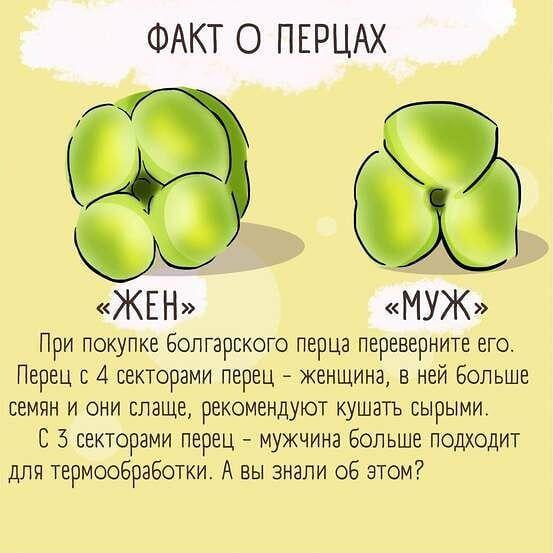 ФАКТ О ПЕРЦАХ
«ЖЕН» «МУЖ»
При покупке болгарского перца переверните его.
Перец с 4 секторами перец - женщина, в ней больше
семян и они слаще, рекомендуют кушать сырыми.
С 3 секторами перец - мужчина больше подходит
для термообработки. А вы знали об этом?